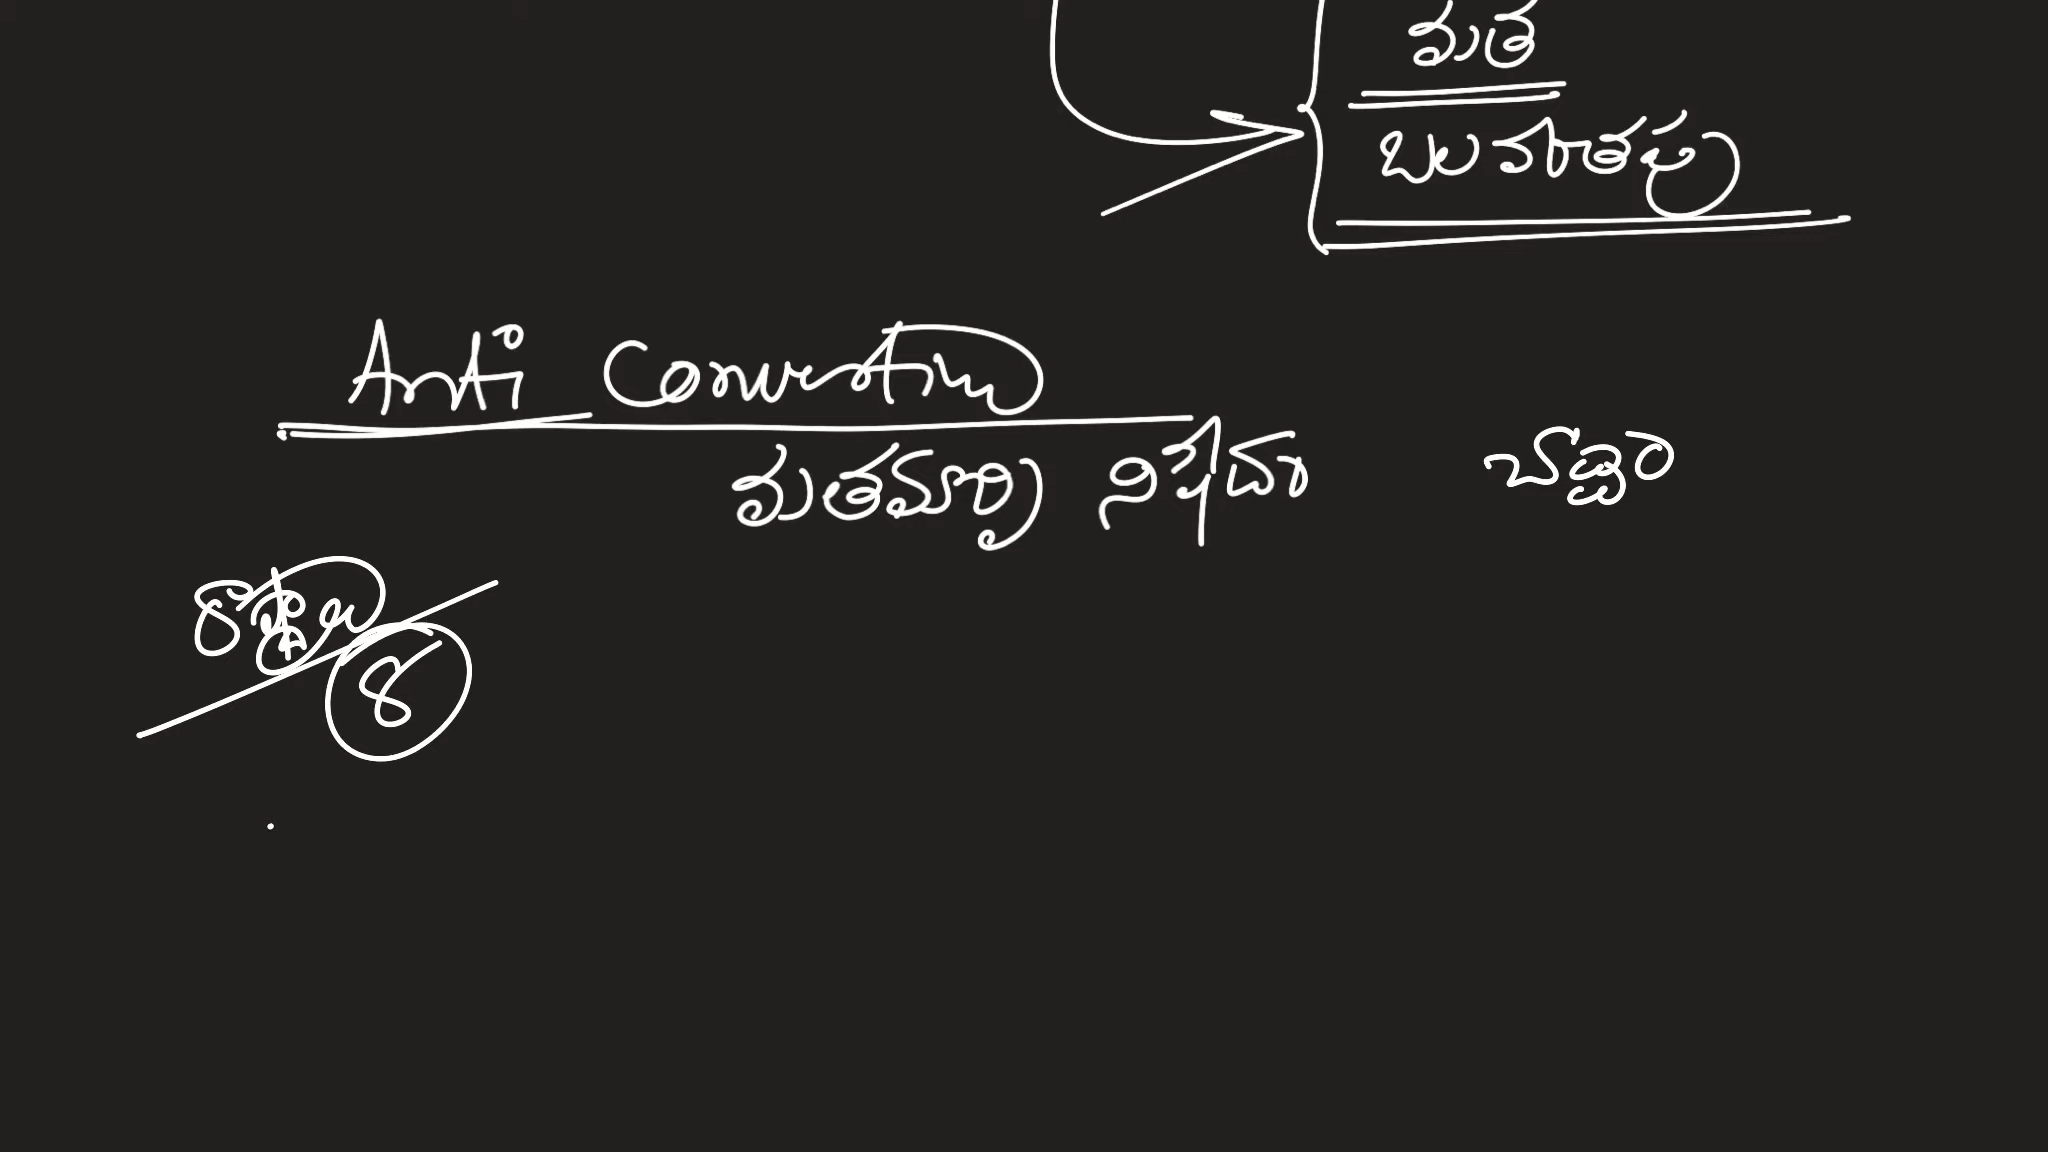 మత
బలవంతపు
Anti Conversion
మతమార్పి నిషేదం చట్టం
రాష్ట్రాలు
8